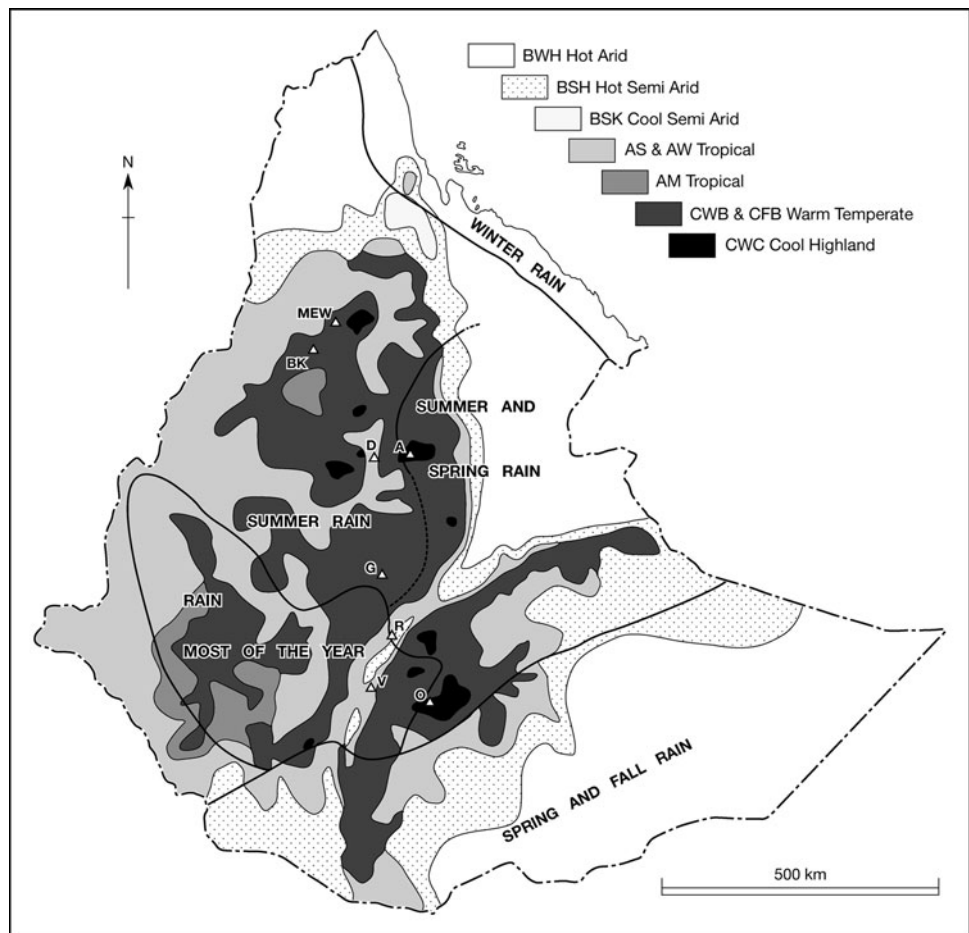 BWH Hot Arid
BSH Hot Semi Arid
BSK Cool Semi Arid
AS & AW Tropical
AM Tropical
CWB & CFB Warm Temperate
CWC Cool Highland
N
WINTER RAIN
MEW
BK
SUMMER AND
SPRING RAIN
D
A
SUMMER RAIN
G
RAIN
MOST OF THE YEAR
R
V
O
SPRING AND FALL RAIN
500 km